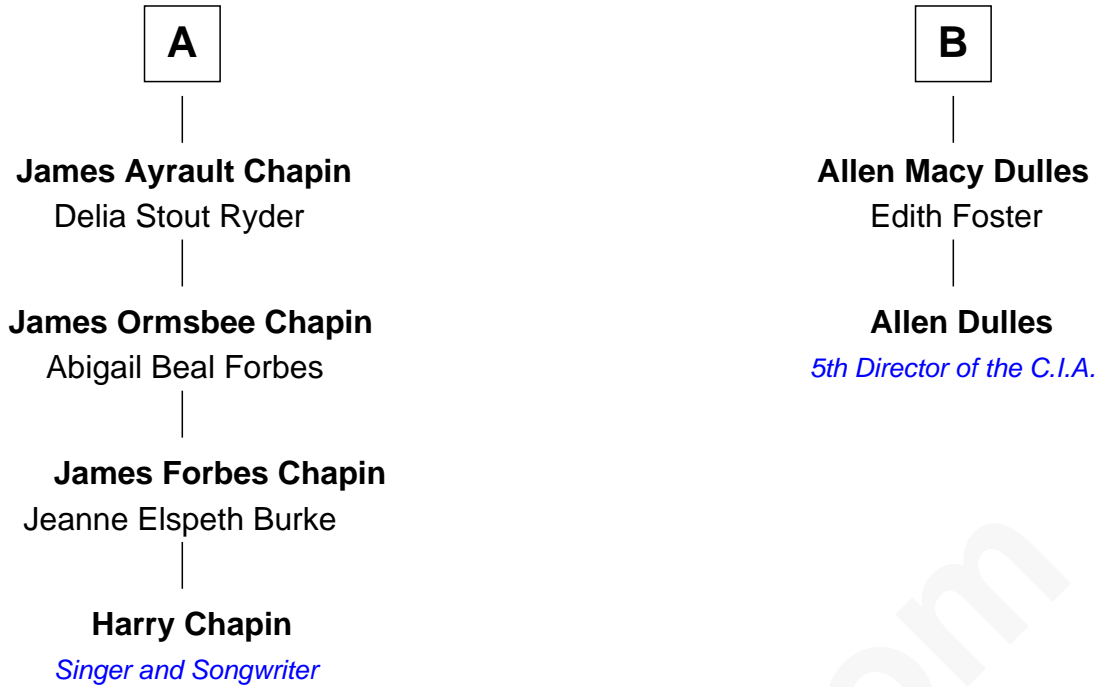 A
James Ayrault Chapin
Delia Stout Ryder
James Ormsbee Chapin
Abigail Beal Forbes
James Forbes Chapin
Jeanne Elspeth Burke
Harry Chapin
Singer and Songwriter
B
Allen Macy Dulles
Edith Foster
Allen Dulles
5th Director of the C.I.A.
om